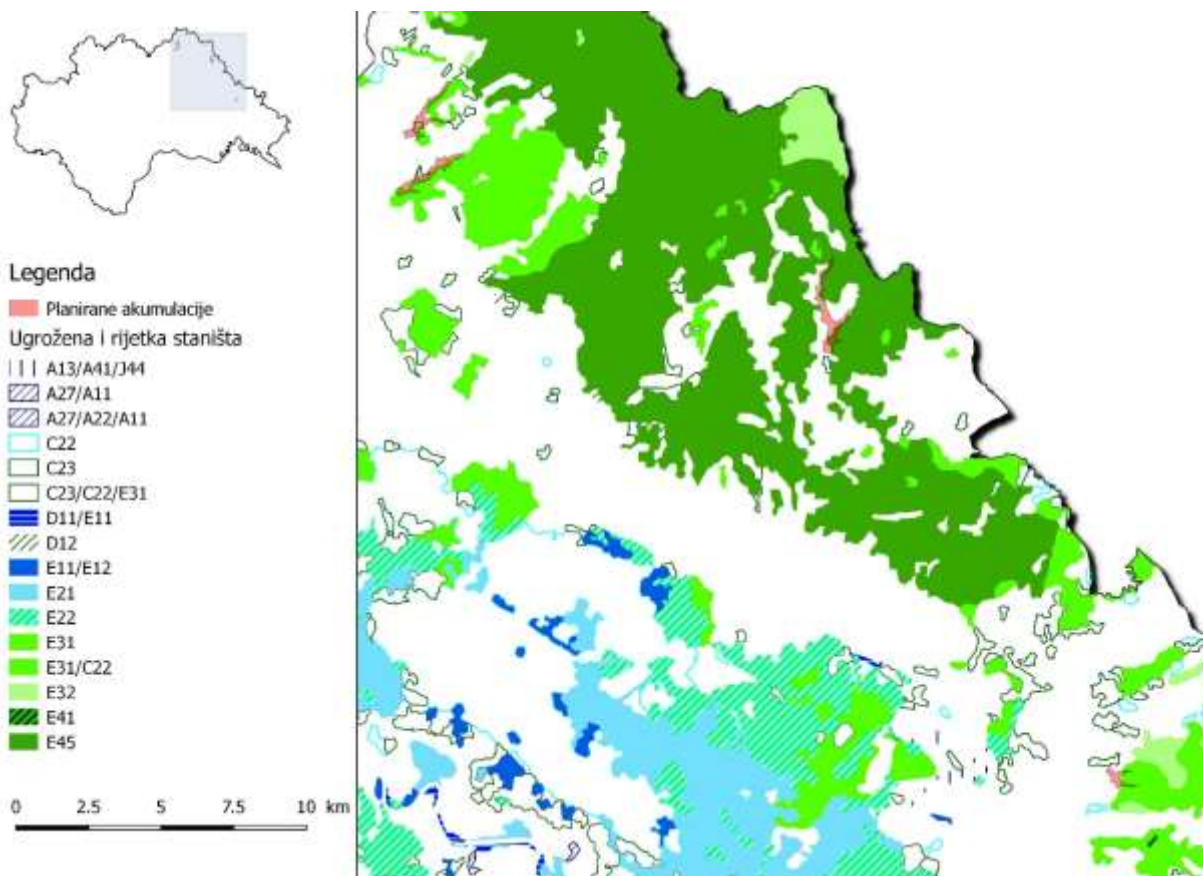 Legenda
Planirane akumulacije
Ugrožena i rijetka staništa
A13/A41/J44
A27/A11
A27/A22/A11
C22
C23
C23/C22/E31
D11/E11
D12
E11/E12
E21
E22
E31
E31/C22
E32
E41
E45
0 2.5 5 7.5 10 km